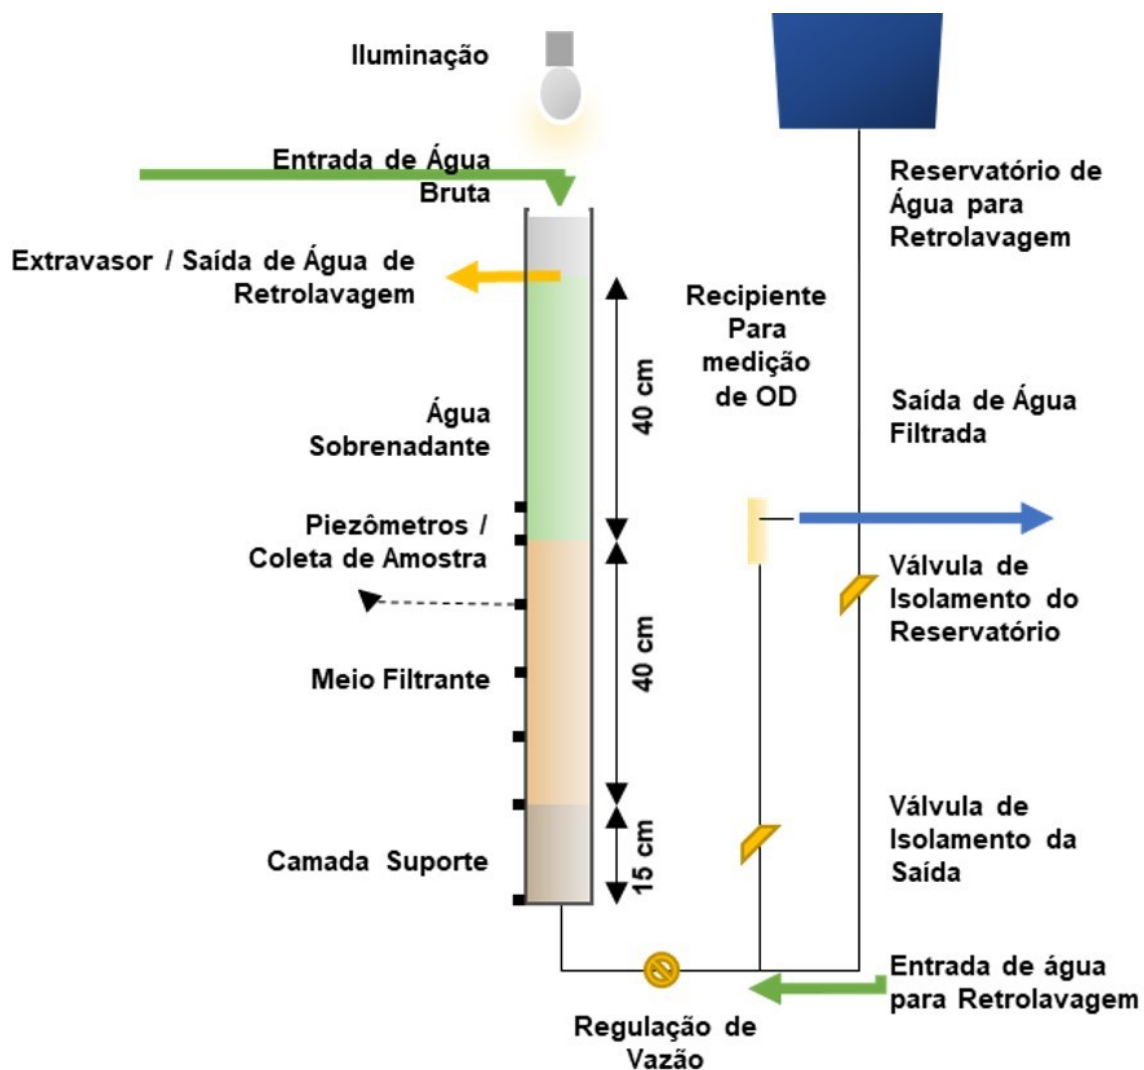 Iluminação
Entrada de Água
Bruta
Reservatório de
Água para
Retrolavagem
Extravasor / Saída de Água de
Retrolavagem
Recipiente
Para
medição
de OD
40 cm
Água
Sobrenadante
Saída de Água
Filtrada
Piezômetros /
Coleta de Amostra
Válvula de
Isolamento do
Reservatório
40 cm
Meio Filtrante
Válvula de
Isolamento da
Saída
Camada Suporte
15 cm
Entrada de água
para Retrolavagem
Regulação de
Vazão